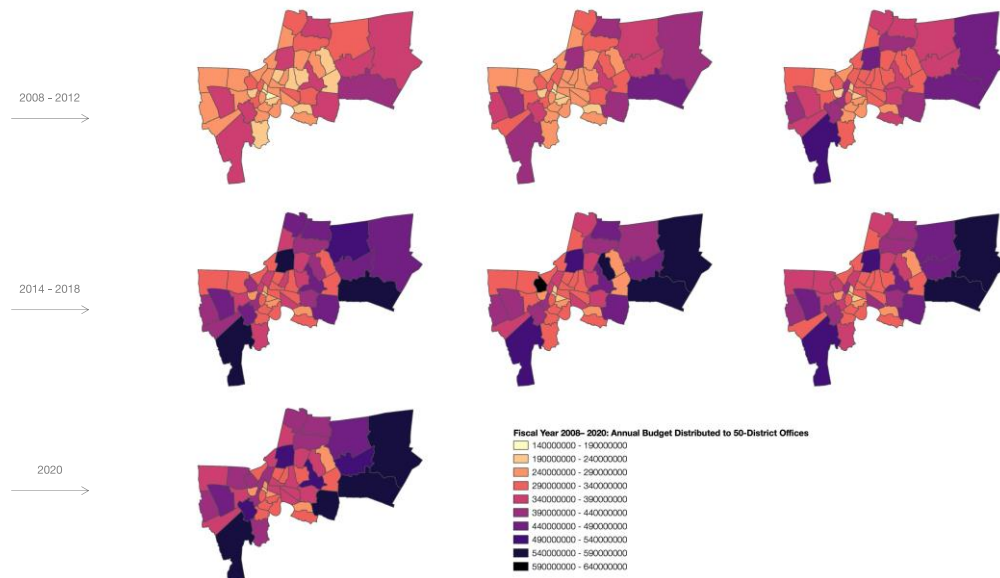 2008 - 2012
2014 - 2018
2020
Fiscal Year 2008– 2020: Annual Budget Distributed to 50-District Offices
140000000 - 190000000
190000000 - 240000000
240000000 - 290000000
290000000 - 340000000
340000000 - 390000000
390000000 - 440000000
440000000 - 490000000
490000000 - 540000000
540000000 - 590000000
590000000 - 640000000